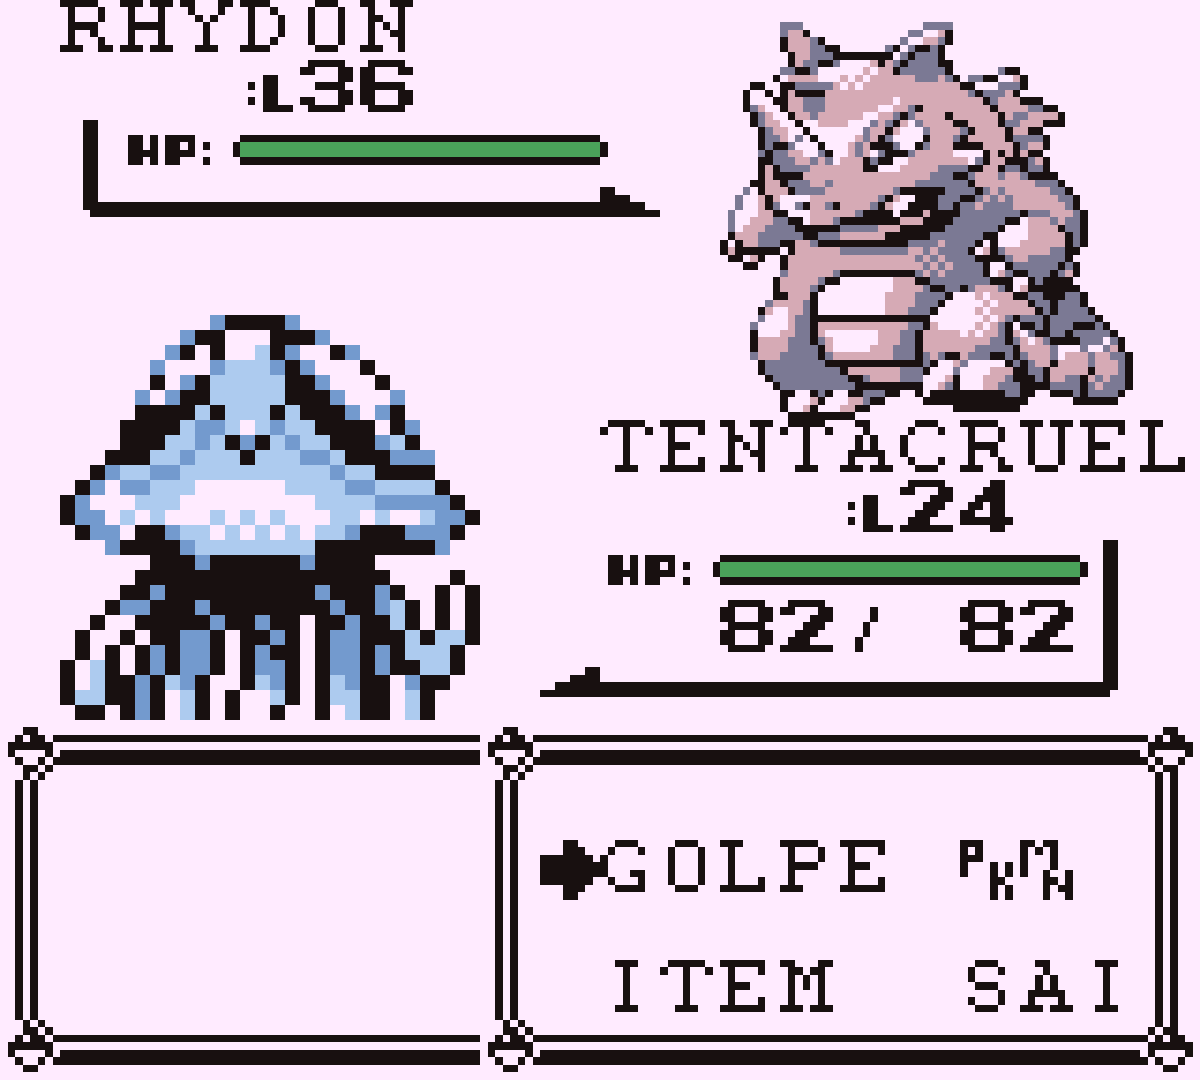 RHYDON
:L36
HP:
TENTACRUEL
:L24
HP:
82/ 82
GOLPE PKMN
ITEM SAI